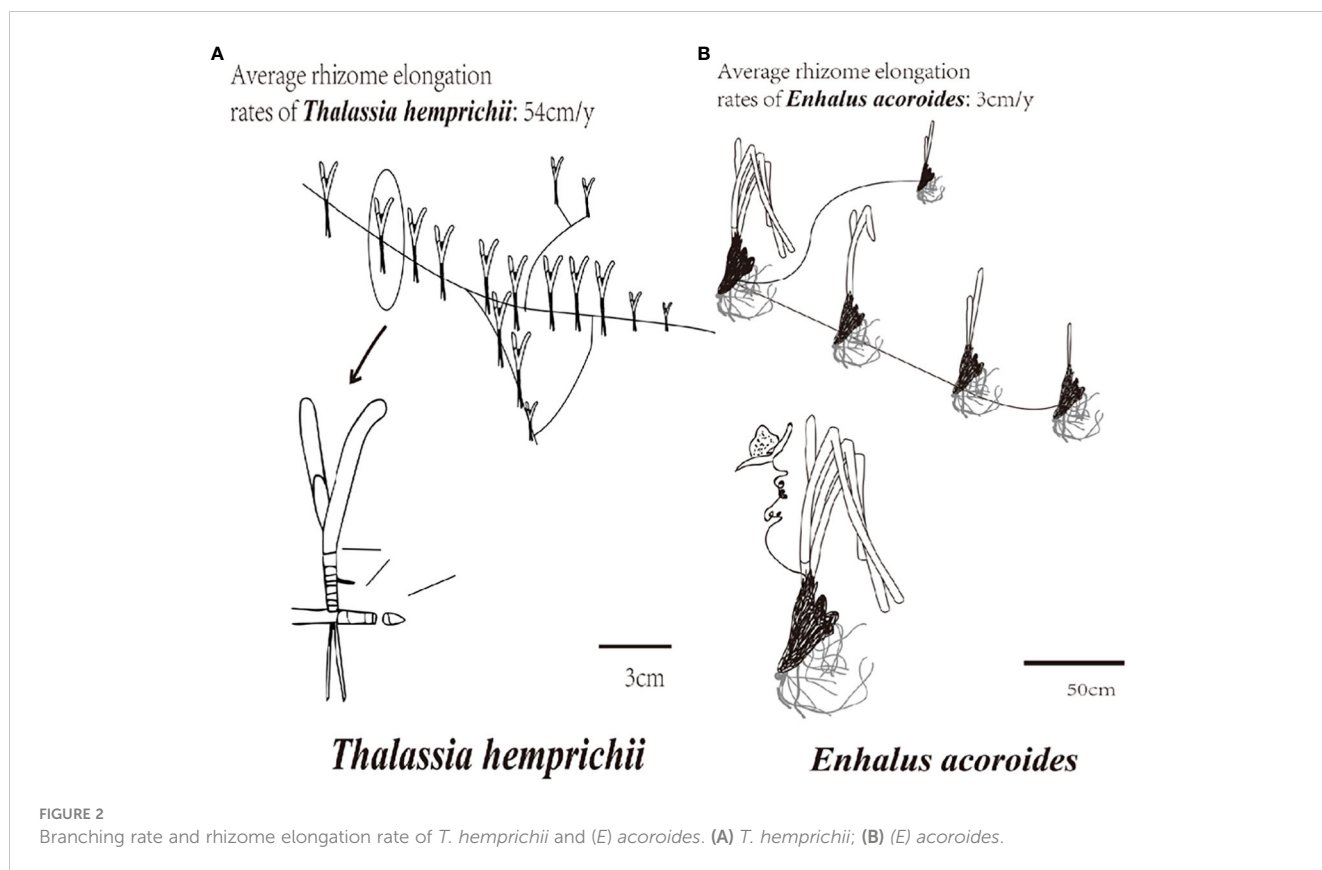 A
Average rhizome elongation
rates of Thalassia hemprichii: 54cm/y
B
Average rhizome elongation
rates of Enhalus acoroides: 3cm/y
3cm
50cm
Thalassia hemprichii
Enhalus acoroides
FIGURE 2
Branching rate and rhizome elongation rate of T. hemprichii and (E) acoroides. (A) T. hemprichii; (B) (E) acoroides.